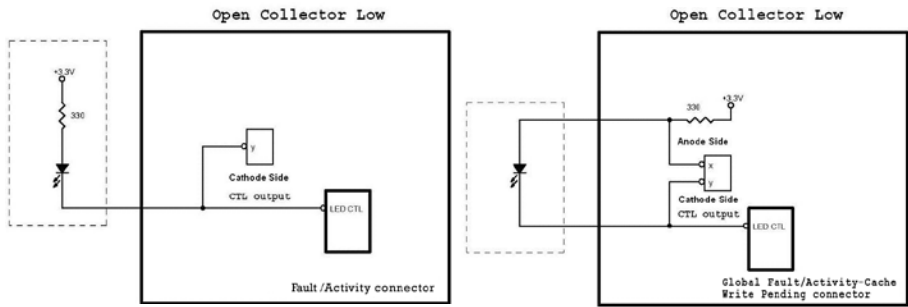 Open Collector Low
+3.3V
330
y
Cathode Side
CTL output
LED CTL
Fault/Activity connector
Open Collector Low
330
+3.3V
Anode Side
x
y
Cathode Side
CTL output
LED CTL
Global Fault/Activity-Cache
Write Pending connector